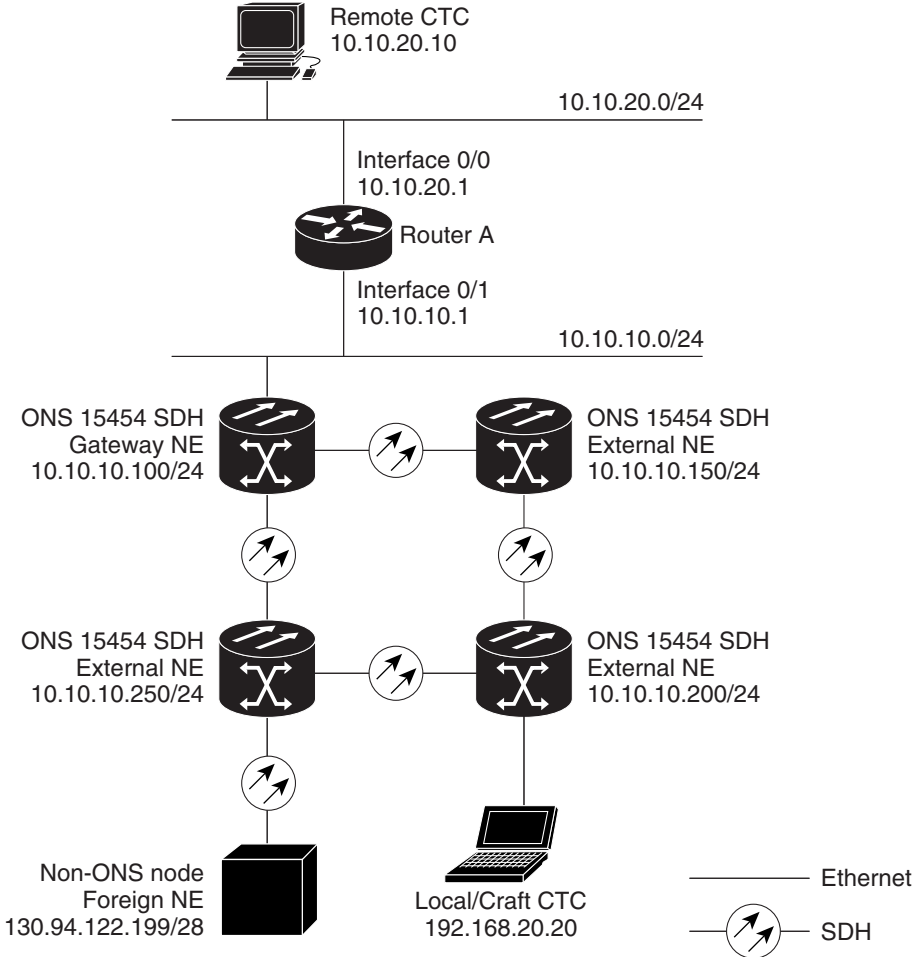 Remote CTC
10.10.20.10
10.10.20.0/24
Interface 0/0
10.10.20.1
Router A
Interface 0/1
10.10.10.1
10.10.10.0/24
ONS 15454 SDH
Gateway NE
10.10.10.100/24
ONS 15454 SDH
External NE
10.10.10.150/24
ONS 15454 SDH
External NE
10.10.10.250/24
ONS 15454 SDH
External NE
10.10.10.200/24
Non-ONS node
Foreign NE
130.94.122.199/28
Local/Craft CTC
192.168.20.20
Ethernet
SDH